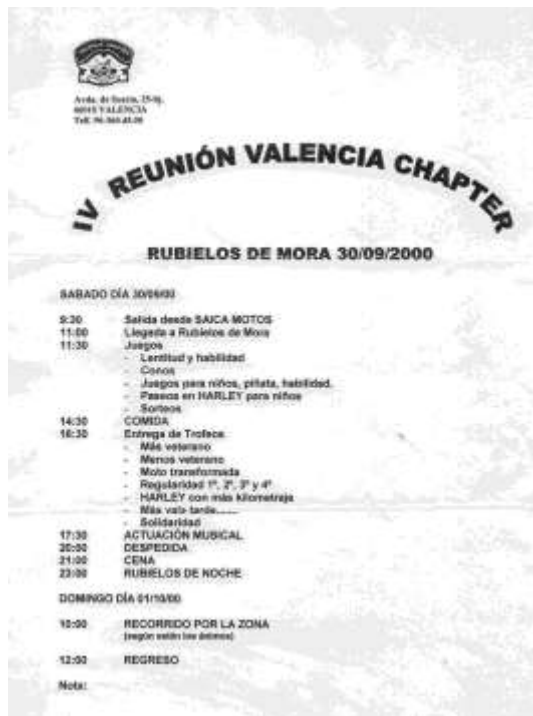 VALENCIA
IV REUNIÓN VALENCIA CHAPTER
RUBIELOS DE MORA 30/09/2000
SABADO DÍA 30/09/00
9:30 Salida desde SAICA MOTOS
11:00 Llegada a Rubielos de Mora
11:30 Juegos
- Lentitud y habilidad
- Conos
- Juegos para niños, piñata, habilidad.
- Paseos en HARLEY para niños
- Sorteos
14:30 COMIDA
16:30 Entrega de Trofeos
- Más veterano
- Menos veterano
- Moto transformada
- Regularidad 1º, 2º, 3º y 4º
- HARLEY con más kilometraje
- Más vale tarde.......
- Solidaridad
17:30 ACTUACIÓN MUSICAL
20:00 DESPEDIDA
21:00 CENA
23:00 RUBIELOS DE NOCHE
DOMINGO DÍA 01/10/00
10:00 RECORRIDO POR LA ZONA
(según estén los ánimos)
12:00 REGRESO
Nota: